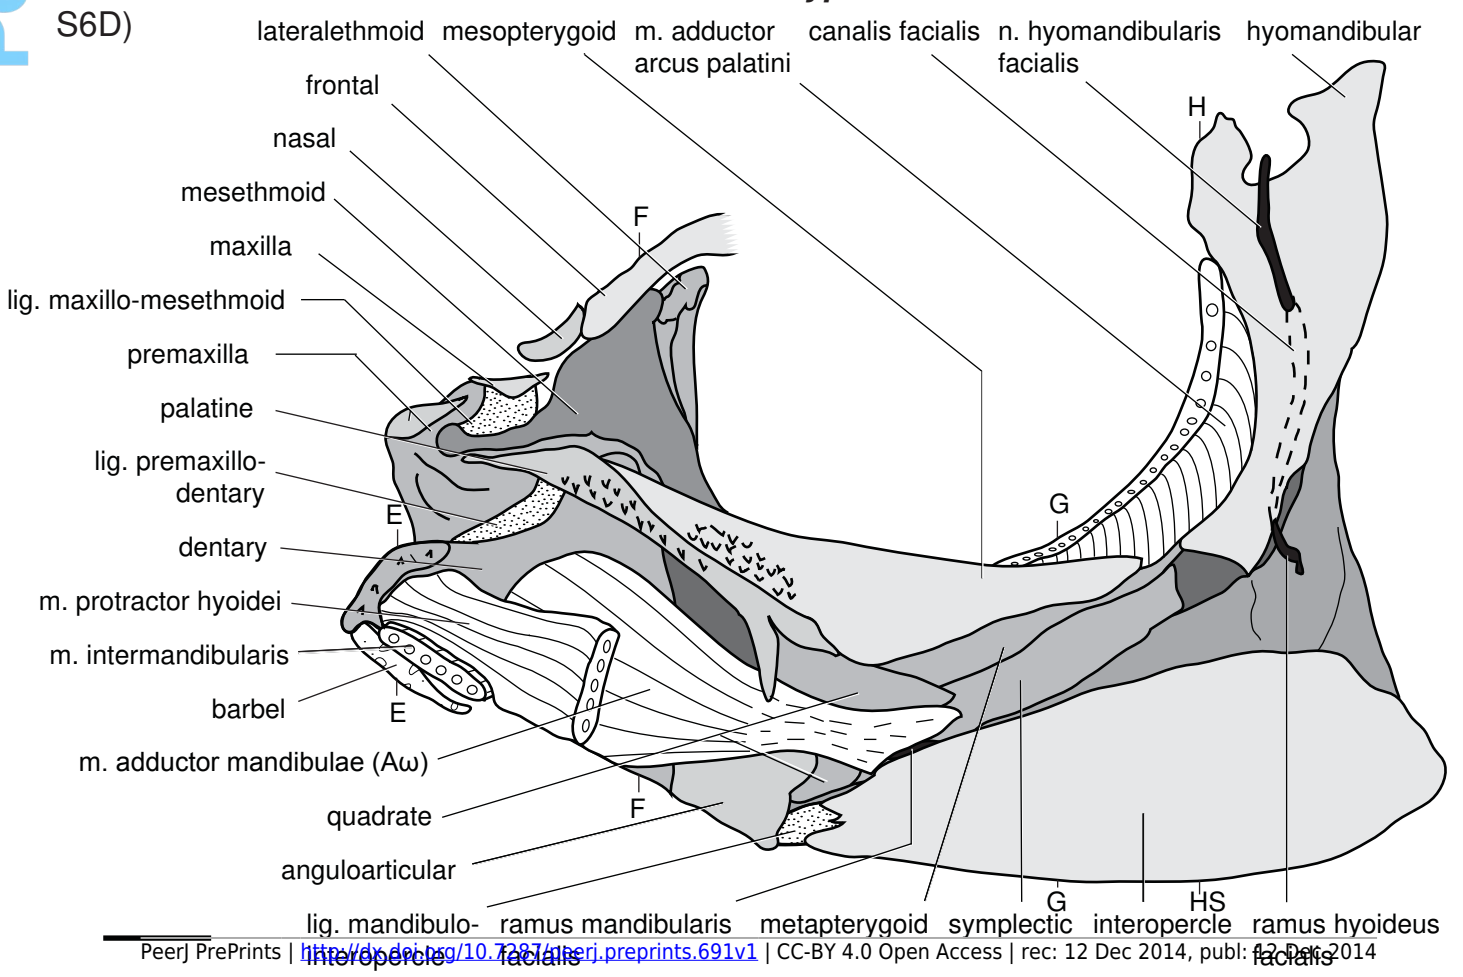 S6D)
lateralethmoid mesopterygoid m. adductor canalis facialis n. hyomandibularis hyomandibular
arcus palatini facialis
frontal
H
nasal
mesethmoid
F
maxilla
lig. maxillo-mesethmoid
premaxilla
palatine
lig. premaxillo-
dentary
G
E
dentary
m. protractor hyoidei
m. intermandibularis
barbel
E
m. adductor mandibulae (Aω)
F
quadrate
anguloarticular
G
HS
lig. mandibulo- ramus mandibularis metapterygoid symplectic interopercle ramus hyoideus
interopercle facialis facialis
PeerJ PrePrints | http://dx.doi.org/10.7287/peerj.preprints.691v1 | CC-BY 4.0 Open Access | rec: 12 Dec 2014, publ: 12 Dec 2014